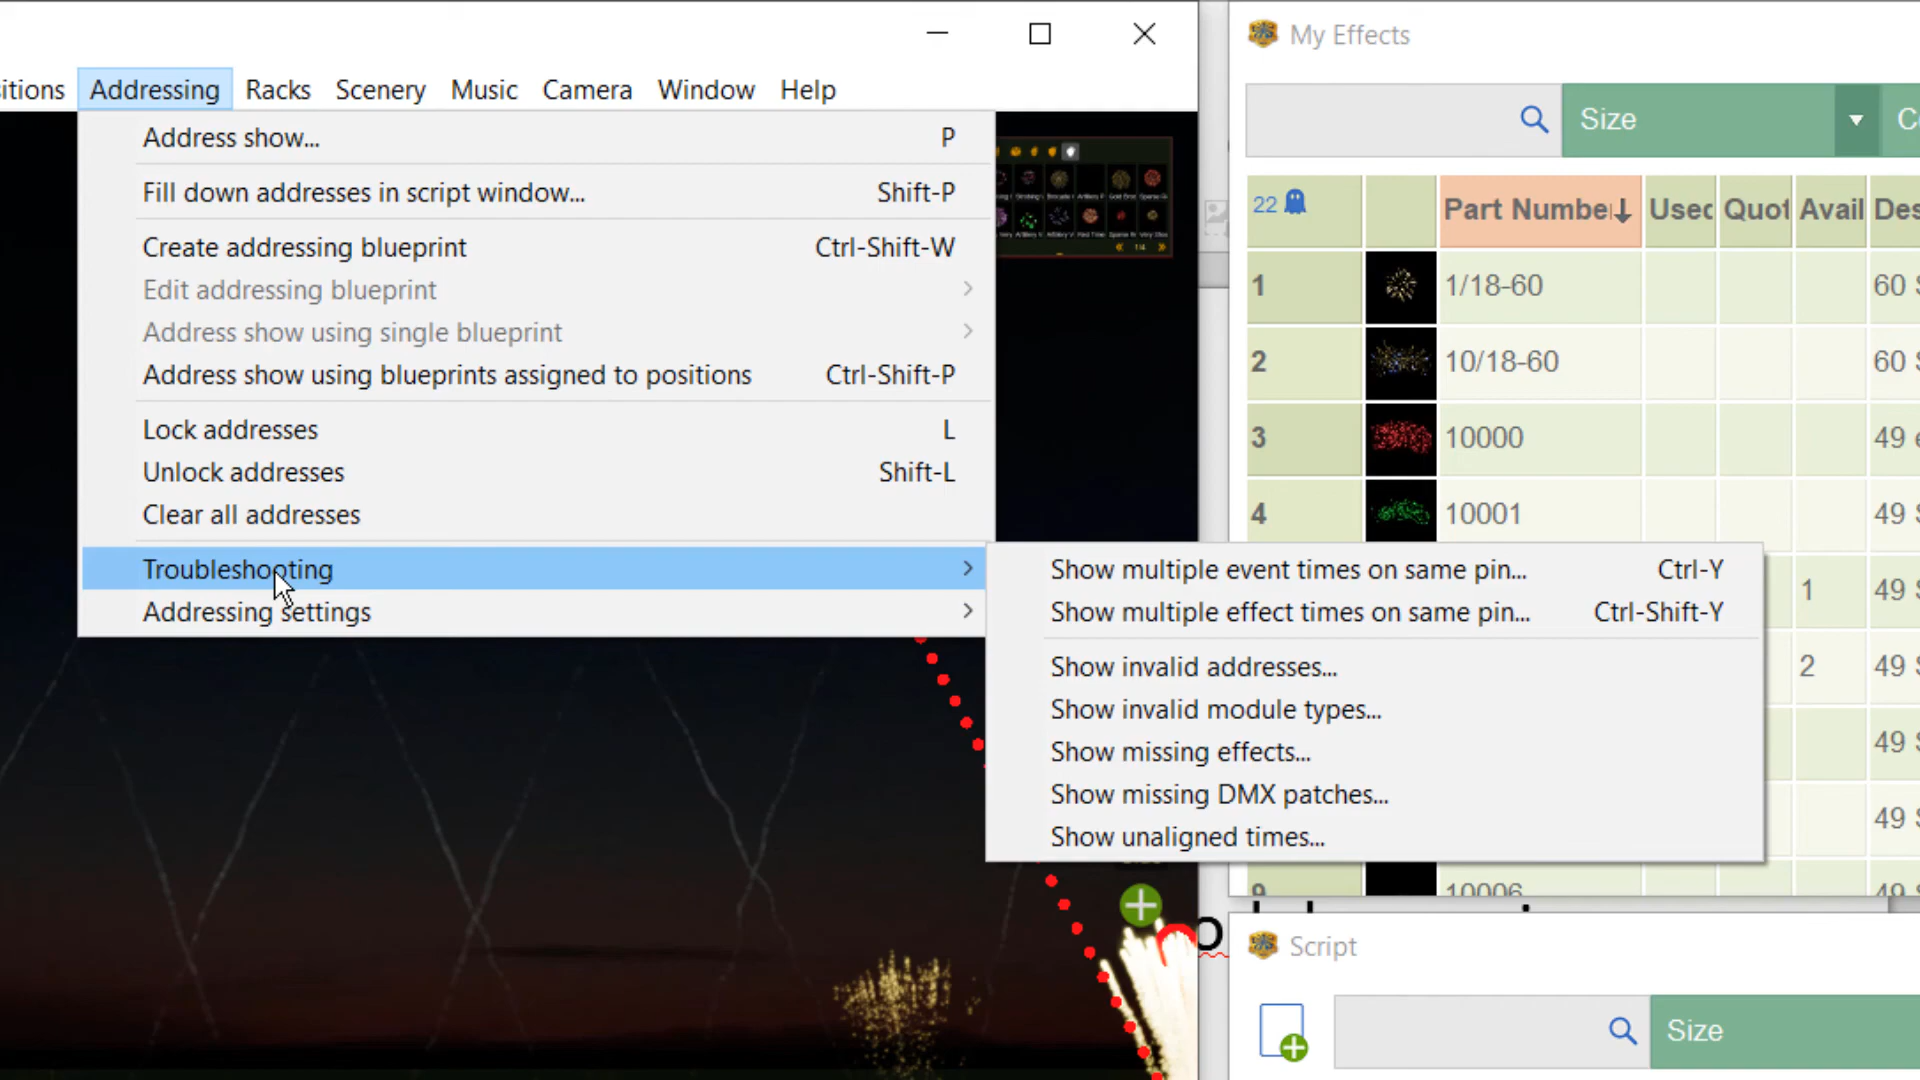 My Effects
itions Addressing Racks Scenery Music Camera Window Help
Size
Address show... P
Fill down addresses in script window... Shift-P
Create addressing blueprint Ctrl-Shift-W
Edit addressing blueprint
Address show using single blueprint
Address show using blueprints assigned to positions Ctrl-Shift-P
Lock addresses L
Unlock addresses Shift-L
Clear all addresses
Troubleshooting
Addressing settings
Show multiple event times on same pin... Ctrl-Y
Show multiple effect times on same pin... Ctrl-Shift-Y
Show invalid addresses...
Show invalid module types...
Show missing effects...
Show missing DMX patches...
Show unaligned times...
22 Part Number Used Quot Avail Des
1 1/18-60 60 S
2 10/18-60 60 S
3 10000 49 e
4 10001 49 S
1 49 S
2 49 S
49 S
49 S
9 10006 49 S
Script
Size